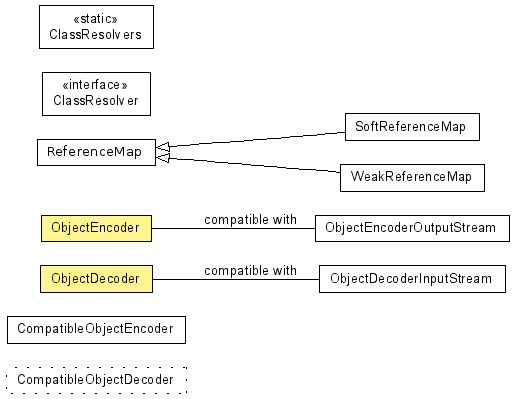 «static»
ClassResolvers
«interface»
ClassResolver
ReferenceMap
SoftReferenceMap
WeakReferenceMap
ObjectEncoder
compatible with
ObjectEncoderOutputStream
ObjectDecoder
compatible with
ObjectDecoderInputStream
CompatibleObjectEncoder
CompatibleObjectDecoder